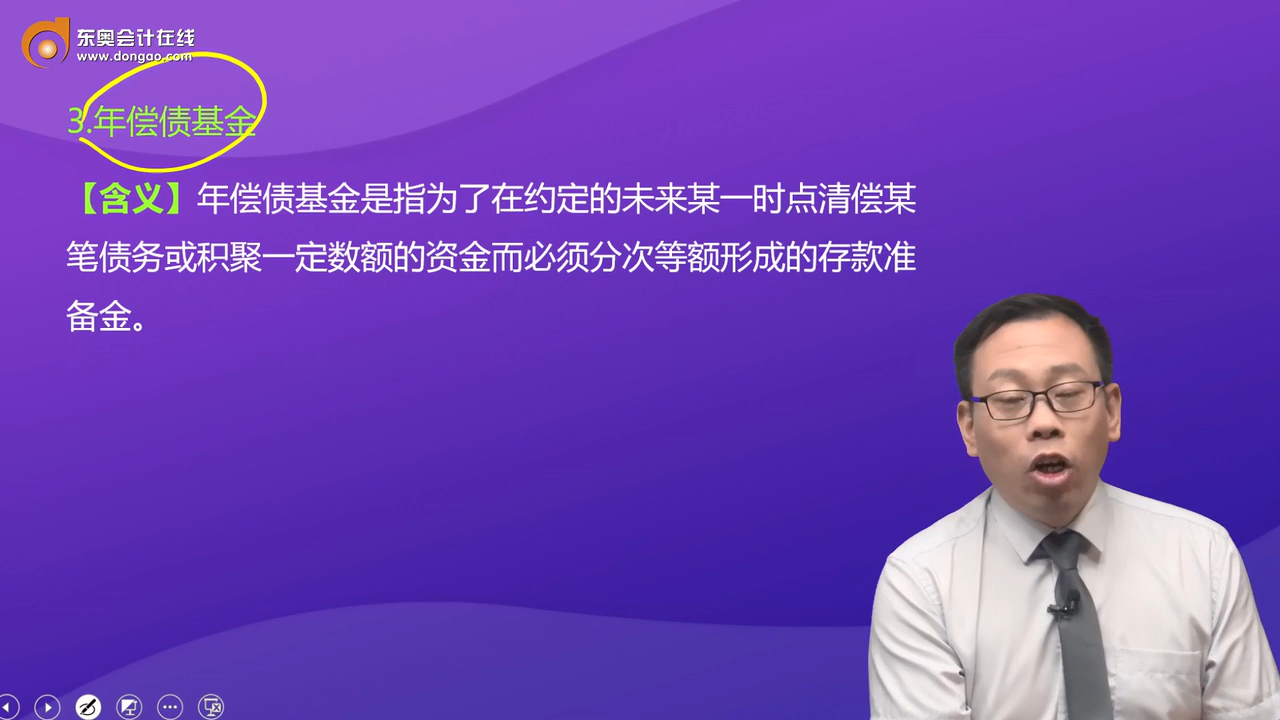 东奥会计在线
www.dongao.com
3.年偿债基金
【含义】年偿债基金是指为了在约定的未来某一时点清偿某
笔债务或积聚一定数额的资金而必须分次等额形成的存款准
备金。